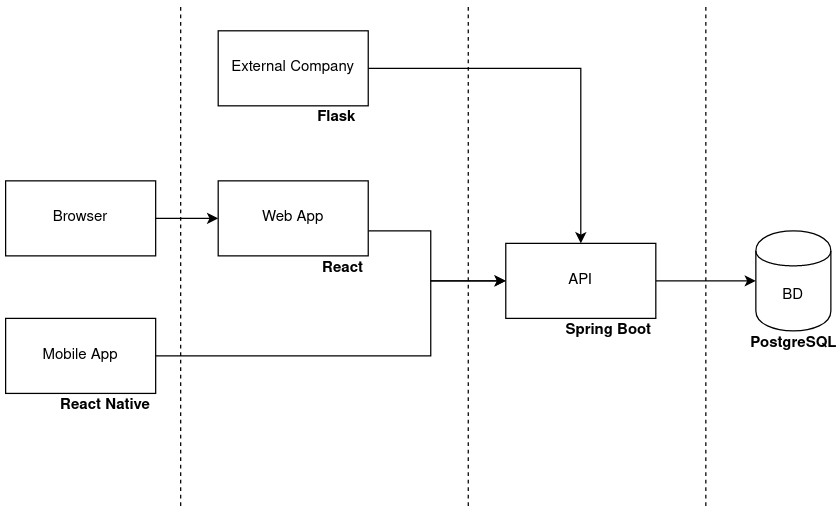 External Company
Flask
Browser
Web App
React
API
Spring Boot
BD
PostgreSQL
Mobile App
React Native